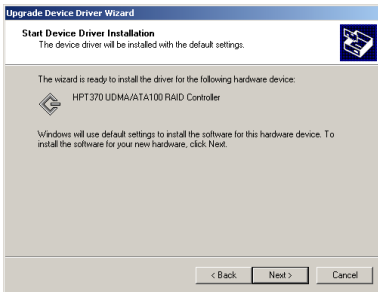 Upgrade Device Driver Wizard
Start Device Driver Installation
The device driver will be installed with the default settings.
The wizard is ready to install the driver for the following hardware device:
HPT370 UDMA/ATA100 RAID Controller
Windows will use default settings to install the software for this hardware device. To
install the software for your new hardware, click Next.
< Back
Next >
Cancel